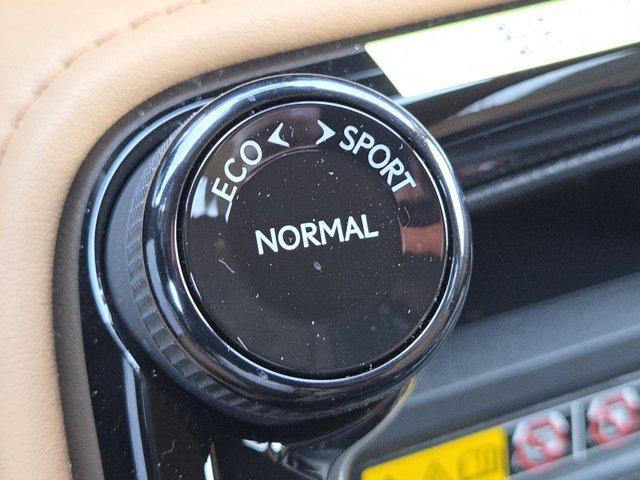 ECO < > SPORT
NORMAL